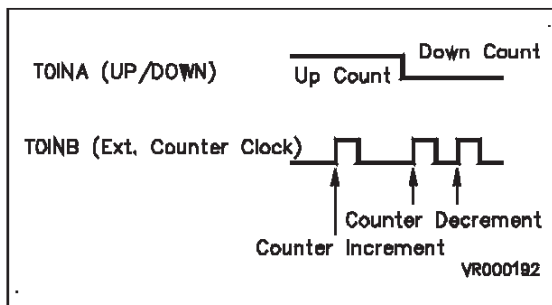 Down Count
TOINA (UP/DOWN)
Up Count
TOINB (Ext. Counter Clock)
Counter Decrement
Counter Increment
VR000192